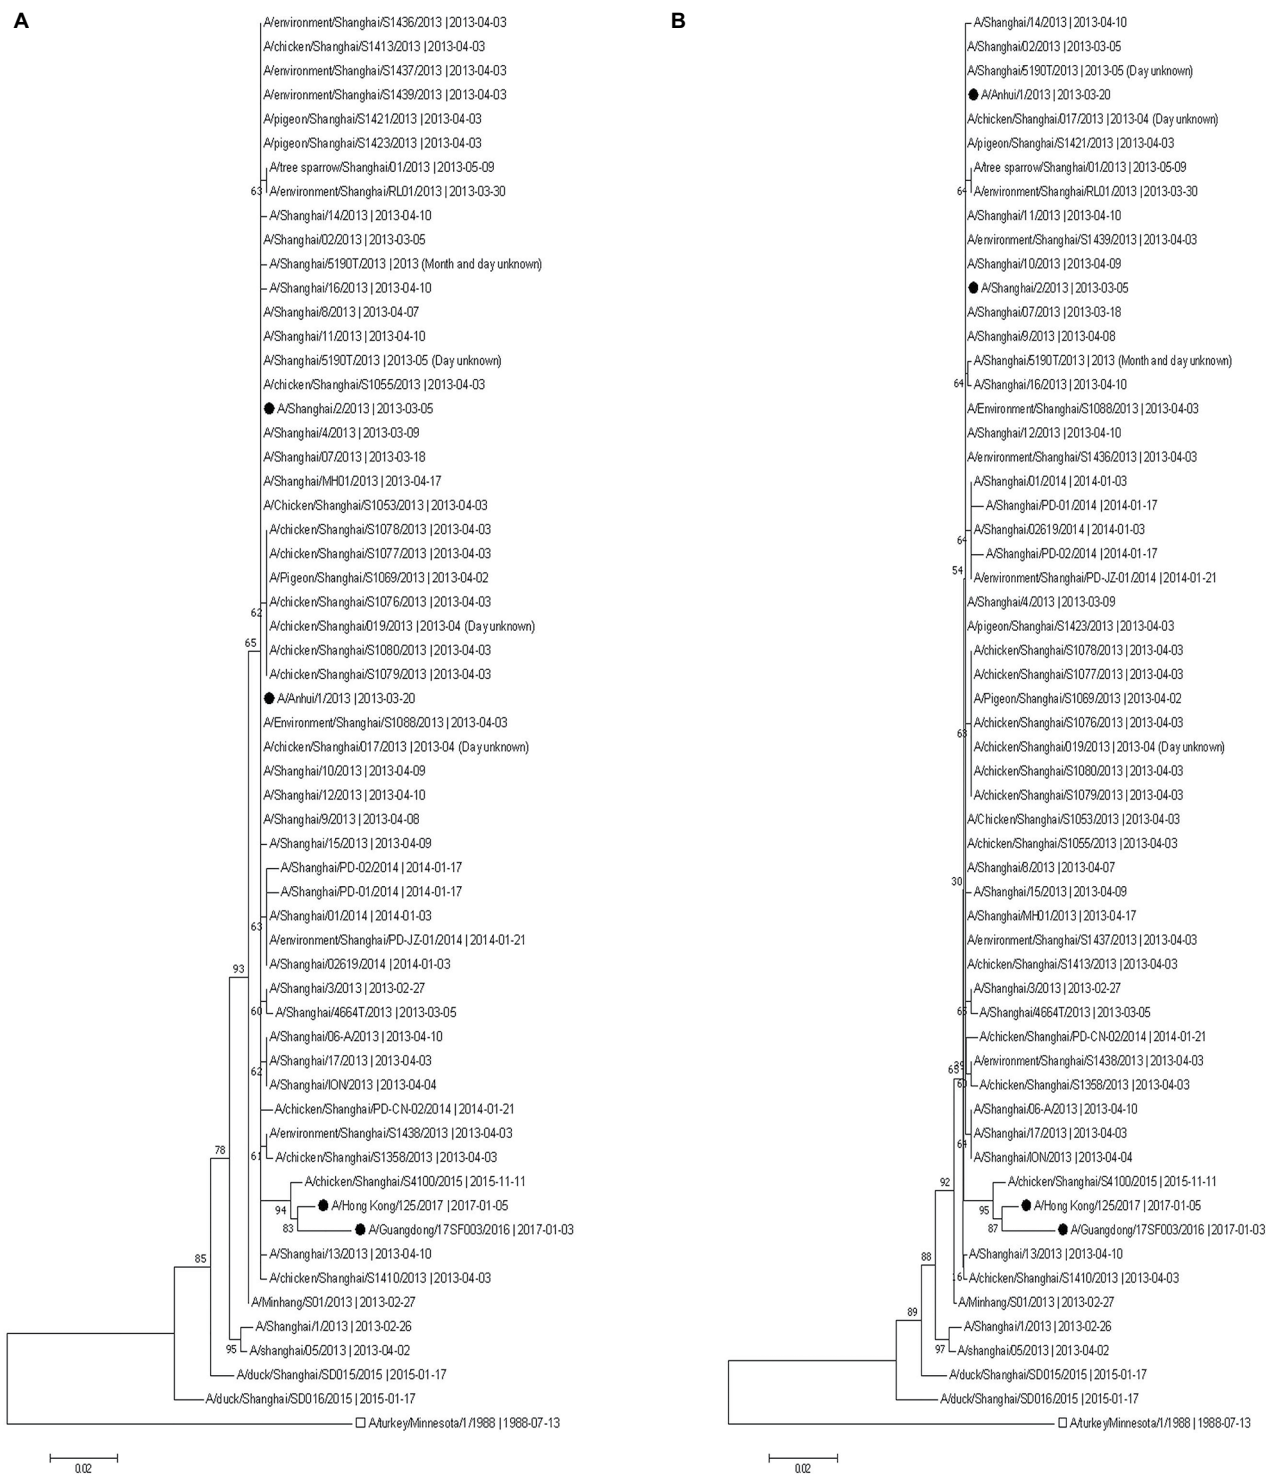 A
A/environment/Shanghai/S1436/2013 | 2013-04-03
A/chicken/Shanghai/S1413/2013 | 2013-04-03
A/environment/Shanghai/S1437/2013 | 2013-04-03
A/environment/Shanghai/S1439/2013 | 2013-04-03
A/pigeon/Shanghai/S1421/2013 | 2013-04-03
A/pigeon/Shanghai/S1423/2013 | 2013-04-03
A/tree sparrow/Shanghai/01/2013 | 2013-05-09
63
A/environment/Shanghai/RL01/2013 | 2013-03-30
A/Shanghai/14/2013 | 2013-04-10
A/Shanghai/02/2013 | 2013-03-05
A/Shanghai/5190T/2013 | 2013 (Month and day unknown)
A/Shanghai/16/2013 | 2013-04-10
A/Shanghai/8/2013 | 2013-04-07
A/Shanghai/11/2013 | 2013-04-10
A/Shanghai/5190T/2013 | 2013-05 (Day unknown)
A/chicken/Shanghai/S1055/2013 | 2013-04-03
A/Shanghai/2/2013 | 2013-03-05
A/Shanghai/4/2013 | 2013-03-09
A/Shanghai/07/2013 | 2013-03-18
A/Shanghai/MH01/2013 | 2013-04-17
A/Chicken/Shanghai/S1053/2013 | 2013-04-03
A/chicken/Shanghai/S1078/2013 | 2013-04-03
A/chicken/Shanghai/S1077/2013 | 2013-04-03
A/Pigeon/Shanghai/S1069/2013 | 2013-04-02
A/chicken/Shanghai/S1076/2013 | 2013-04-03
62
A/chicken/Shanghai/019/2013 | 2013-04 (Day unknown)
65
A/chicken/Shanghai/S1080/2013 | 2013-04-03
A/chicken/Shanghai/S1079/2013 | 2013-04-03
A/Anhui/1/2013 | 2013-03-20
A/Environment/Shanghai/S1088/2013 | 2013-04-03
A/chicken/Shanghai/017/2013 | 2013-04 (Day unknown)
A/Shanghai/10/2013 | 2013-04-09
A/Shanghai/12/2013 | 2013-04-10
A/Shanghai/9/2013 | 2013-04-08
A/Shanghai/15/2013 | 2013-04-09
A/Shanghai/PD-02/2014 | 2014-01-17
A/Shanghai/PD-01/2014 | 2014-01-17
A/Shanghai/01/2014 | 2014-01-03
63
A/environment/Shanghai/PD-JZ-01/2014 | 2014-01-21
A/Shanghai/02619/2014 | 2014-01-03
93
A/Shanghai/3/2013 | 2013-02-27
60
A/Shanghai/4664T/2013 | 2013-03-05
A/Shanghai/06-A/2013 | 2013-04-10
A/Shanghai/17/2013 | 2013-04-03
62
A/Shanghai/ION/2013 | 2013-04-04
A/chicken/Shanghai/PD-CN-02/2014 | 2014-01-21
A/environment/Shanghai/S1438/2013 | 2013-04-03
78
61
A/chicken/Shanghai/S1358/2013 | 2013-04-03
A/chicken/Shanghai/S4100/2015 | 2015-11-11
94
A/Hong Kong/125/2017 | 2017-01-05
83
A/Guangdong/17SF003/2016 | 2017-01-03
A/Shanghai/13/2013 | 2013-04-10
85
A/chicken/Shanghai/S1410/2013 | 2013-04-03
A/Minhang/S01/2013 | 2013-02-27
A/Shanghai/1/2013 | 2013-02-26
95
A/shanghai/05/2013 | 2013-04-02
A/duck/Shanghai/SD015/2015 | 2015-01-17
A/duck/Shanghai/SD016/2015 | 2015-01-17
A/turkey/Minnesota/1/1988 | 1988-07-13
0.02
B
A/Shanghai/14/2013 | 2013-04-10
A/Shanghai/02/2013 | 2013-03-05
A/Shanghai/5190T/2013 | 2013-05 (Day unknown)
A/Anhui/1/2013 | 2013-03-20
A/chicken/Shanghai/017/2013 | 2013-04 (Day unknown)
A/pigeon/Shanghai/S1421/2013 | 2013-04-03
A/tree sparrow/Shanghai/01/2013 | 2013-05-09
64
A/environment/Shanghai/RL01/2013 | 2013-03-30
A/Shanghai/11/2013 | 2013-04-10
A/environment/Shanghai/S1439/2013 | 2013-04-03
A/Shanghai/10/2013 | 2013-04-09
A/Shanghai/2/2013 | 2013-03-05
A/Shanghai/07/2013 | 2013-03-18
A/Shanghai/9/2013 | 2013-04-08
A/Shanghai/5190T/2013 | 2013 (Month and day unknown)
64
A/Shanghai/16/2013 | 2013-04-10
A/Environment/Shanghai/S1088/2013 | 2013-04-03
A/Shanghai/12/2013 | 2013-04-10
A/environment/Shanghai/S1436/2013 | 2013-04-03
A/Shanghai/01/2014 | 2014-01-03
A/Shanghai/PD-01/2014 | 2014-01-17
A/Shanghai/02619/2014 | 2014-01-03
64
A/Shanghai/PD-02/2014 | 2014-01-17
54
A/environment/Shanghai/PD-JZ-01/2014 | 2014-01-21
A/Shanghai/4/2013 | 2013-03-09
A/pigeon/Shanghai/S1423/2013 | 2013-04-03
A/chicken/Shanghai/S1078/2013 | 2013-04-03
A/chicken/Shanghai/S1077/2013 | 2013-04-03
A/Pigeon/Shanghai/S1069/2013 | 2013-04-02
A/chicken/Shanghai/S1076/2013 | 2013-04-03
63
A/chicken/Shanghai/019/2013 | 2013-04 (Day unknown)
A/chicken/Shanghai/S1080/2013 | 2013-04-03
A/chicken/Shanghai/S1079/2013 | 2013-04-03
A/Chicken/Shanghai/S1053/2013 | 2013-04-03
A/chicken/Shanghai/S1055/2013 | 2013-04-03
A/Shanghai/8/2013 | 2013-04-07
30
A/Shanghai/15/2013 | 2013-04-09
A/Shanghai/MH01/2013 | 2013-04-17
A/environment/Shanghai/S1437/2013 | 2013-04-03
A/chicken/Shanghai/S1413/2013 | 2013-04-03
A/Shanghai/3/2013 | 2013-02-27
A/Shanghai/4664T/2013 | 2013-03-05
A/chicken/Shanghai/PD-CN-02/2014 | 2014-01-21
A/environment/Shanghai/S1438/2013 | 2013-04-03
A/chicken/Shanghai/S1358/2013 | 2013-04-03
A/Shanghai/06-A/2013 | 2013-04-10
A/Shanghai/17/2013 | 2013-04-03
64
A/Shanghai/ION/2013 | 2013-04-04
92
A/chicken/Shanghai/S4100/2015 | 2015-11-11
95
A/Hong Kong/125/2017 | 2017-01-05
87
A/Guangdong/17SF003/2016 | 2017-01-03
88
A/Shanghai/13/2013 | 2013-04-10
16
A/chicken/Shanghai/S1410/2013 | 2013-04-03
A/Minhang/S01/2013 | 2013-02-27
89
A/Shanghai/1/2013 | 2013-02-26
97
A/shanghai/05/2013 | 2013-04-02
A/duck/Shanghai/SD015/2015 | 2015-01-17
A/duck/Shanghai/SD016/2015 | 2015-01-17
A/turkey/Minnesota/1/1988 | 1988-07-13
0.02